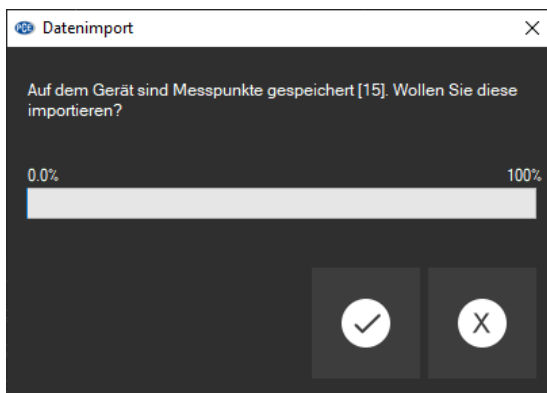 PCE Datenimport
Auf dem Gerät sind Messpunkte gespeichert [15]. Wollen Sie diese
importieren?
0.0% 100%
X